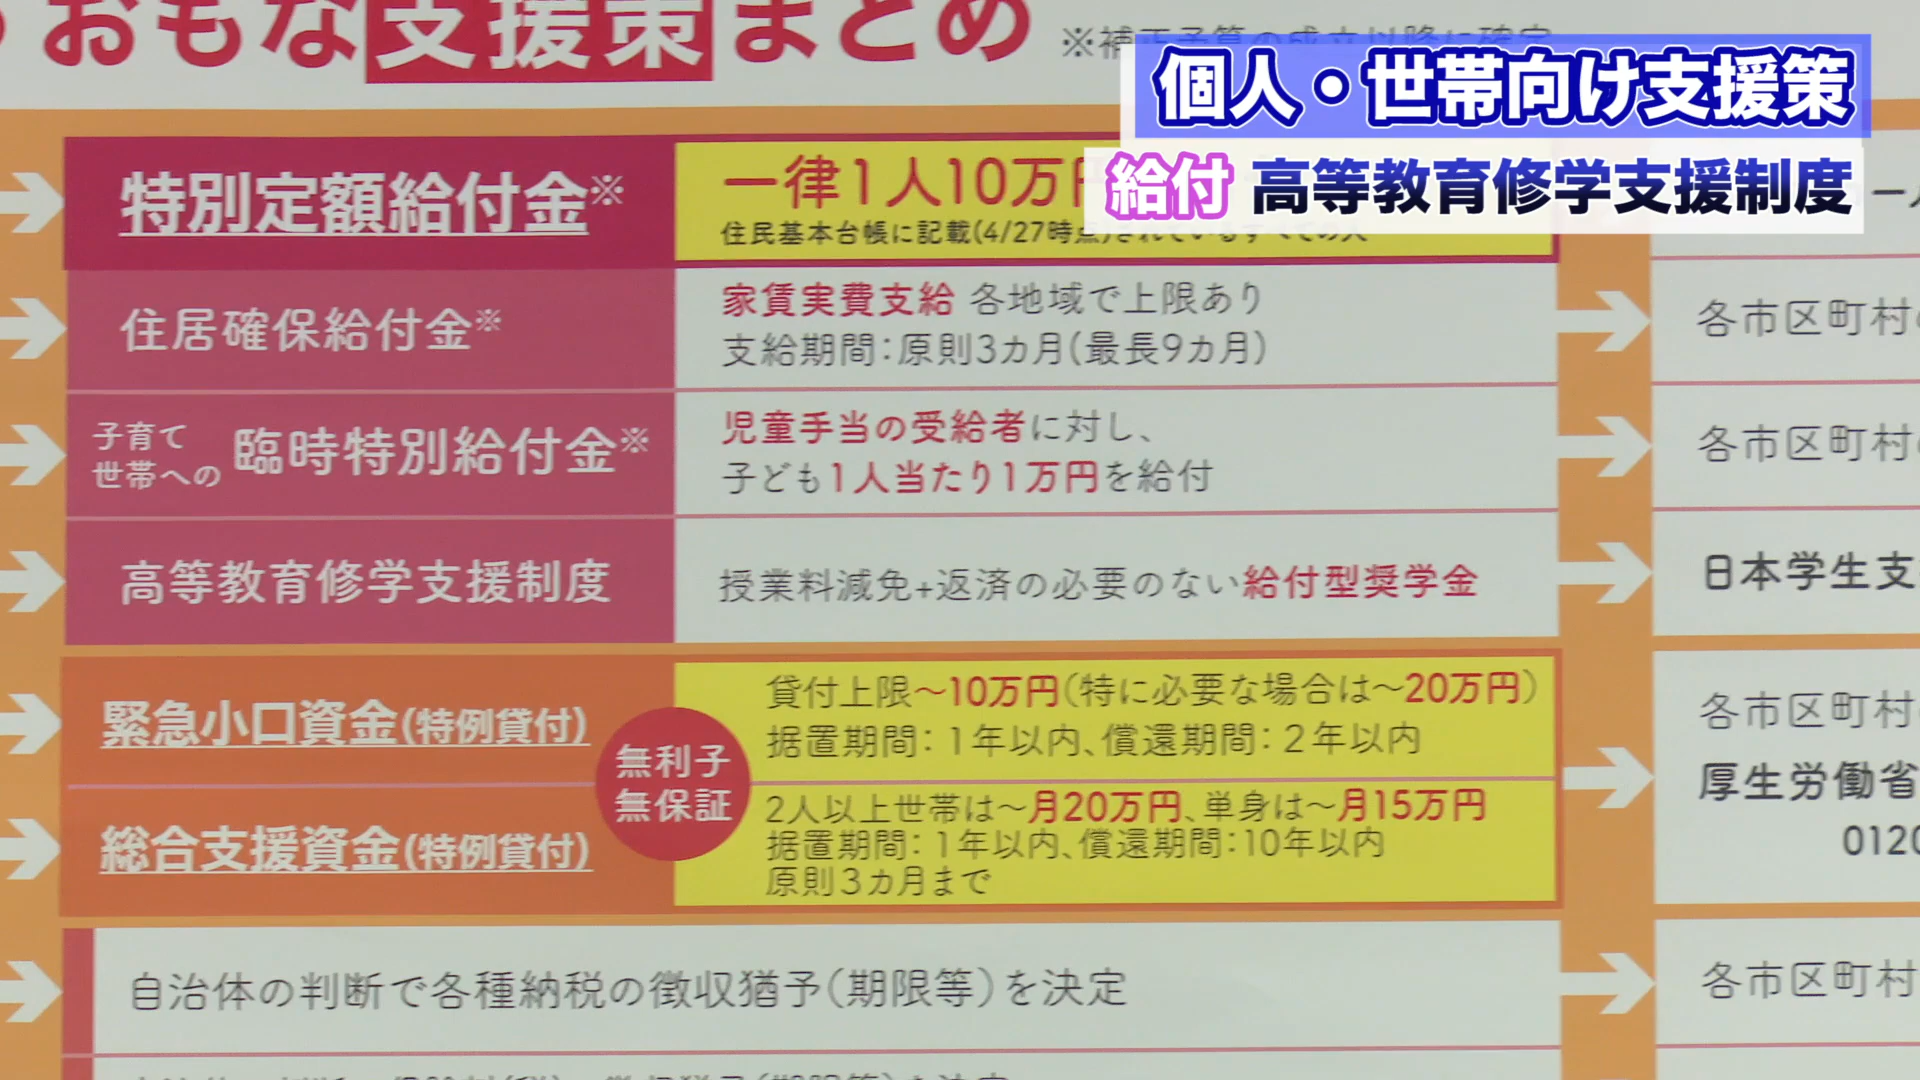 おもな支援策まとめ
個人・世帯向け支援策
給付 高等教育修学支援制度
特別定額給付金※
一律1人10万円
住民基本台帳に記載(4/27時点)されているすべての人
住居確保給付金※
家賃実費支給 各地域で上限あり
支給期間：原則3カ月(最長9カ月)
各市区町村
子育て
世帯への
臨時特別給付金※
児童手当の受給者に対し、
子ども1人当たり1万円を給付
各市区町村
高等教育修学支援制度
授業料減免+返済の必要のない給付型奨学金
日本学生支
緊急小口資金(特例貸付)
無利子
無保証
貸付上限〜10万円(特に必要な場合は〜20万円)
据置期間：1年以内、償還期間：2年以内
各市区町村
厚生労働省
0120
総合支援資金(特例貸付)
2人以上世帯は〜月20万円、単身は〜月15万円
据置期間：1年以内、償還期間：10年以内
原則3カ月まで
自治体の判断で各種納税の徴収猶予(期限等)を決定
各市区町村